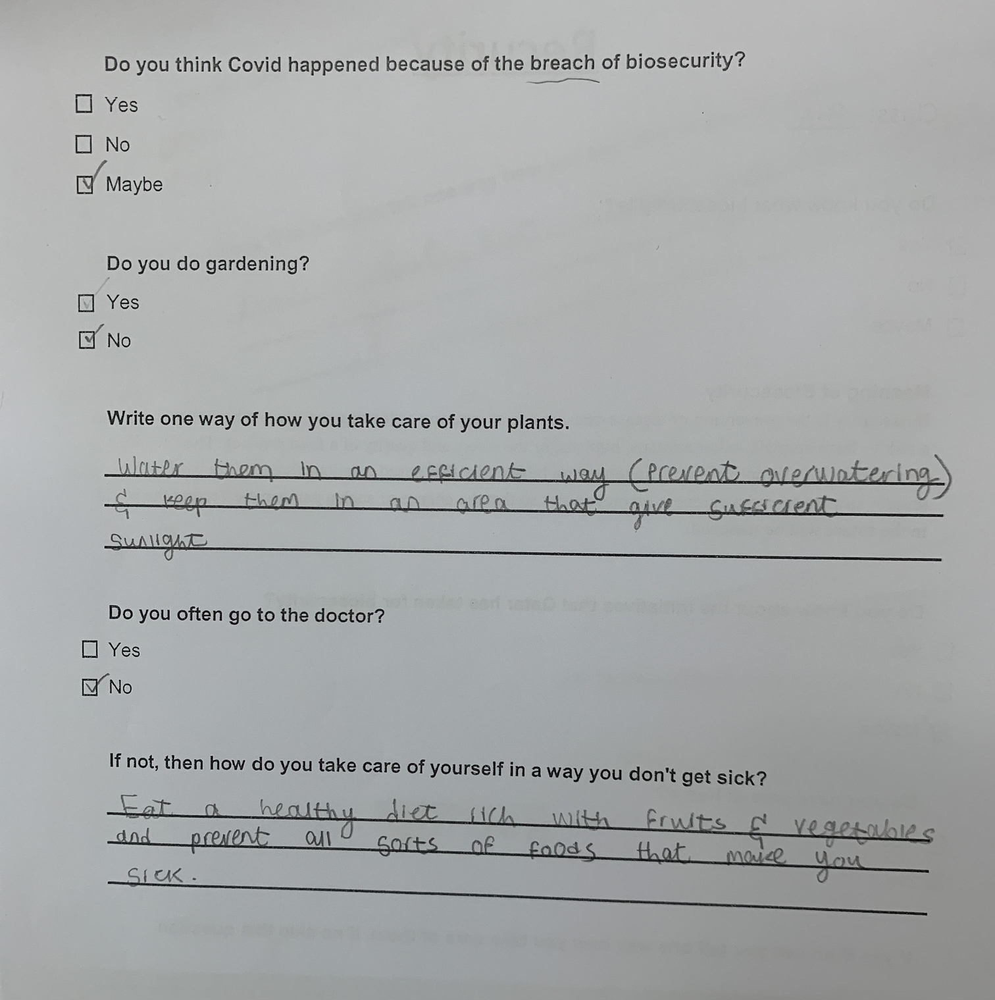 Do you think Covid happened because of the breach of biosecurity?
☐ Yes
☐ No
☑ Maybe
Do you do gardening?
☑ Yes
☑ No
Write one way of how you take care of your plants.
Water them in an efficient way (prevent overwatering)
& keep them in an area that give sufficient
sunlight
Do you often go to the doctor?
☐ Yes
☑ No
If not, then how do you take care of yourself in a way you don't get sick?
Eat a healthy diet rich with fruits & vegetables
and prevent all sorts of foods that make you
sick.